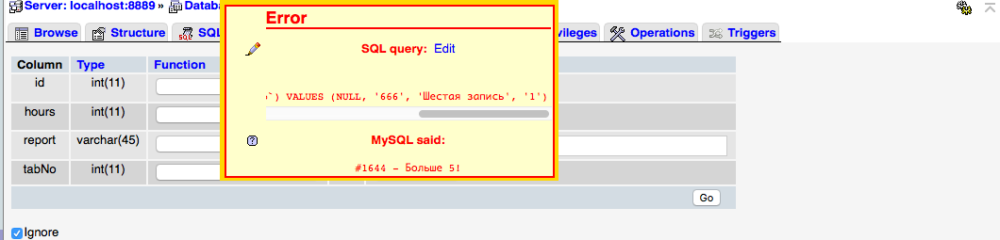 Server: localhost:8889 » Databa
Error
Browse Structure SQL vileges Operations Triggers
SQL query: Edit
Column Type Function
id int(11)
`) VALUES (NULL, '666', 'Шестая запись', '1')
hours int(11)
report varchar(45)
MySQL said:
tabNo int(11)
#1644 - Больше 5!
Go
Ignore